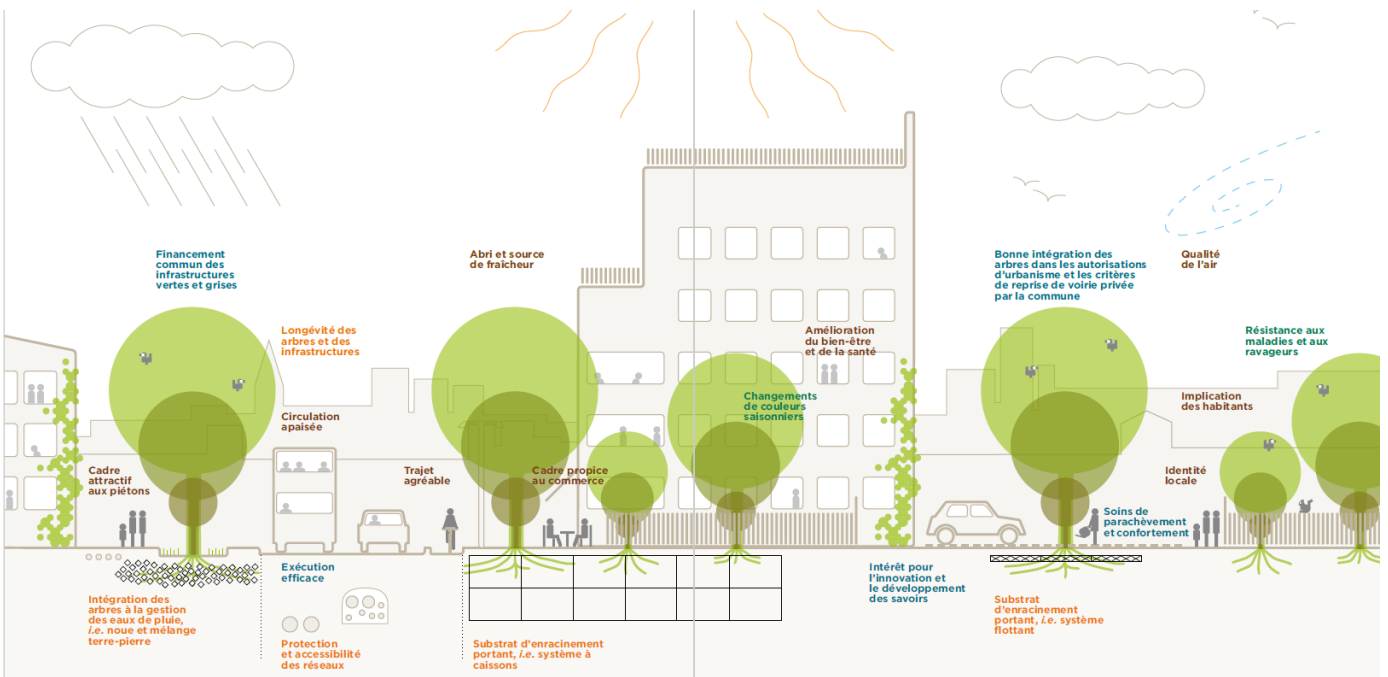 Financement
commun des
infrastructures
vertes et grises
Abri et source
de fraîcheur
Bonne intégration des
arbres dans les autorisations
d'urbanisme et les critères
de reprise de voirie privée
par la commune
Qualité
de l'air
Longévité des
arbres et des
infrastructures
Amélioration
du bien-être
et de la santé
Résistance aux
maladies et aux
ravageurs
Changements
de couleurs
saisonniers
Implication
des habitants
Circulation
apaisée
Cadre
attractif
aux piétons
Trajet
agréable
Cadre propice
au commerce
Identité
locale
Soins de
parachèvement
et confortement
Exécution
efficace
Intérêt pour
l'innovation et
le développement
des savoirs
Intégration des
arbres à la gestion
des eaux de pluie,
i.e. noue et mélange
terre-pierre
Protection
et accessibilité
des réseaux
Substrat d'enracinement
portant, i.e. système à
caissons
Substrat
d'enracinement
portant, i.e. système
flottant